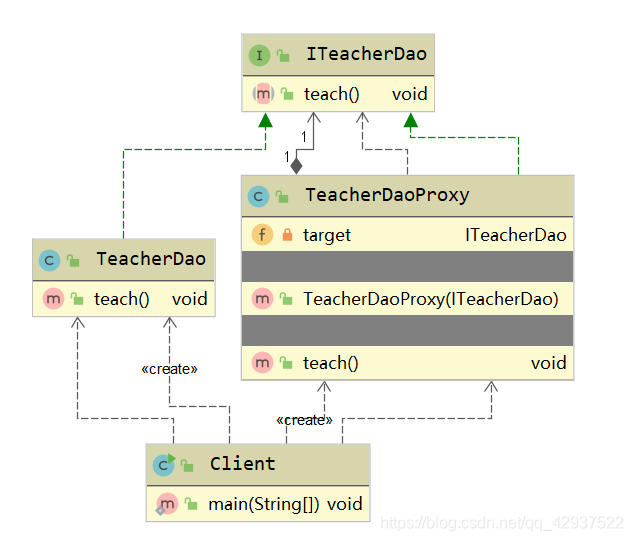 I ITeacherDao
m teach() void
1
1
C TeacherDaoProxy
f target ITeacherDao
m TeacherDaoProxy(ITeacherDao)
m teach() void
C TeacherDao
m teach() void
«create»
«create»
C Client
m main(String[]) void
https://blog.csdn.net/qq_42937522